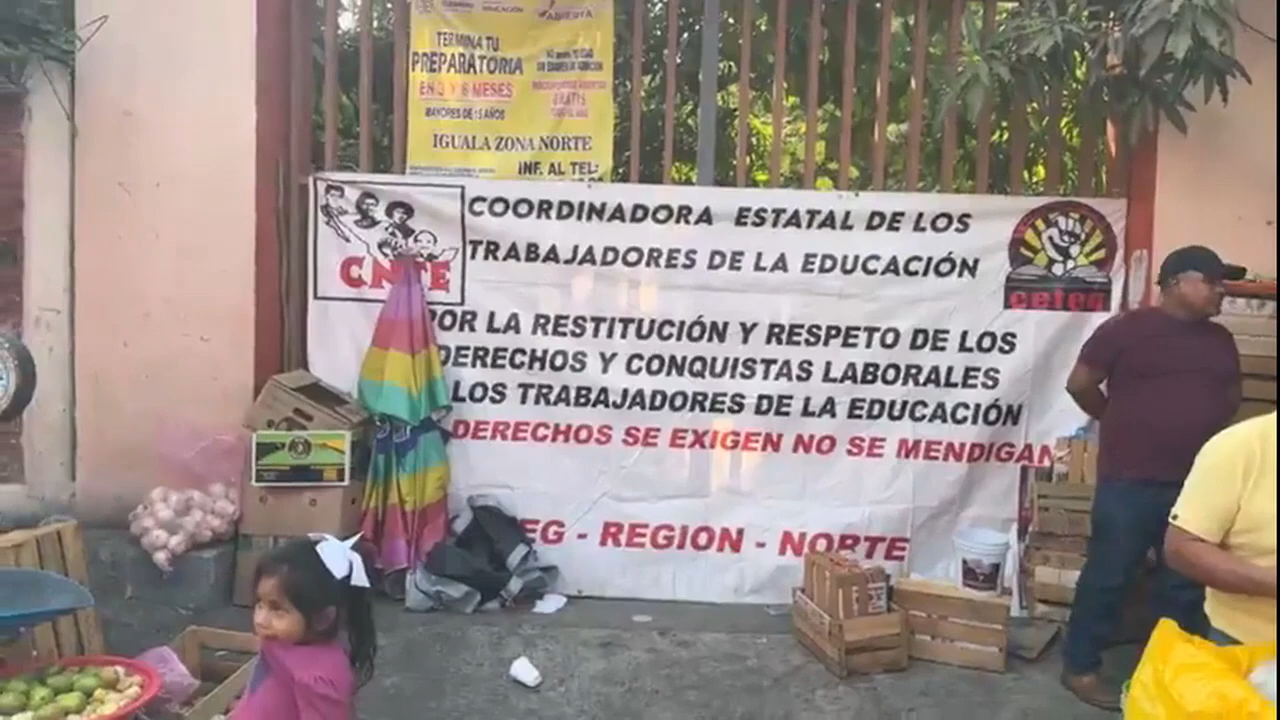 TERMINA TU
PREPARATORIA
EN 3 Y 6 MESES
MAYORES DE 15 AÑOS
GRATIS
IGUALA ZONA NORTE
INF. AL TEL:
CNTE
COORDINADORA ESTATAL DE LOS
TRABAJADORES DE LA EDUCACIÓN
ceteg
POR LA RESTITUCIÓN Y RESPETO DE LOS
DERECHOS Y CONQUISTAS LABORALES
LOS TRABAJADORES DE LA EDUCACIÓN
DERECHOS SE EXIGEN NO SE MENDIGAN
EG - REGION - NORTE